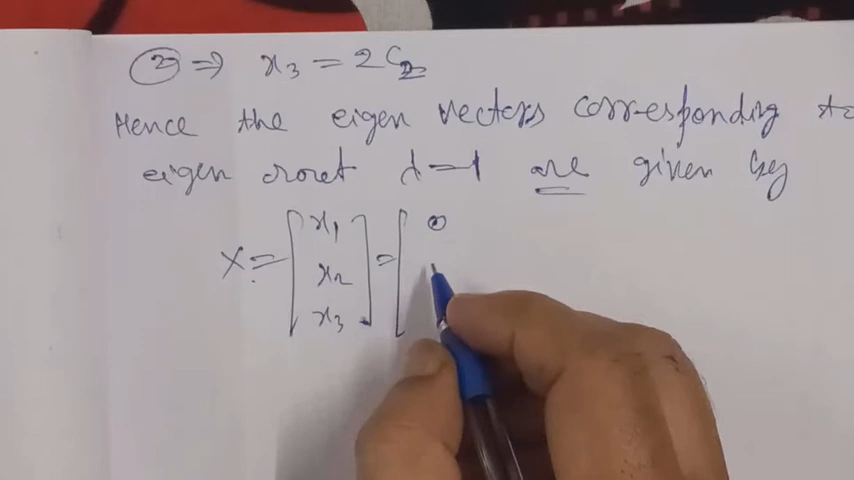 ② ⇒ x₃ = 2C₂
Hence the eigen vectors corresponding to
eigen root λ=1 are given by
X = [x₁ x₂ x₃] = [0